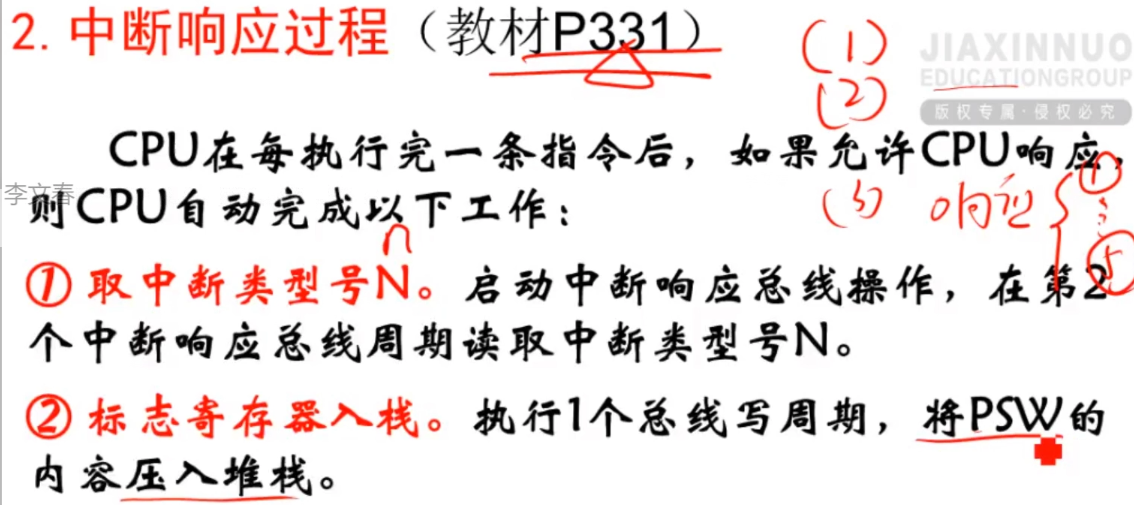 2. 中断响应过程（教材P331）
(1)
(2)
JIAXINNUO
EDUCATIONGROUP
版权专属·侵权必究
CPU在每执行完一条指令后，如果允许CPU响应，
李文春
则CPU自动完成以下工作：
(3) 响应 { ① ⑤
n
① 取中断类型号N。启动中断响应总线操作，在第2
个中断响应总线周期读取中断类型号N。
② 标志寄存器入栈。执行1个总线写周期，将PSW的
内容压入堆栈。